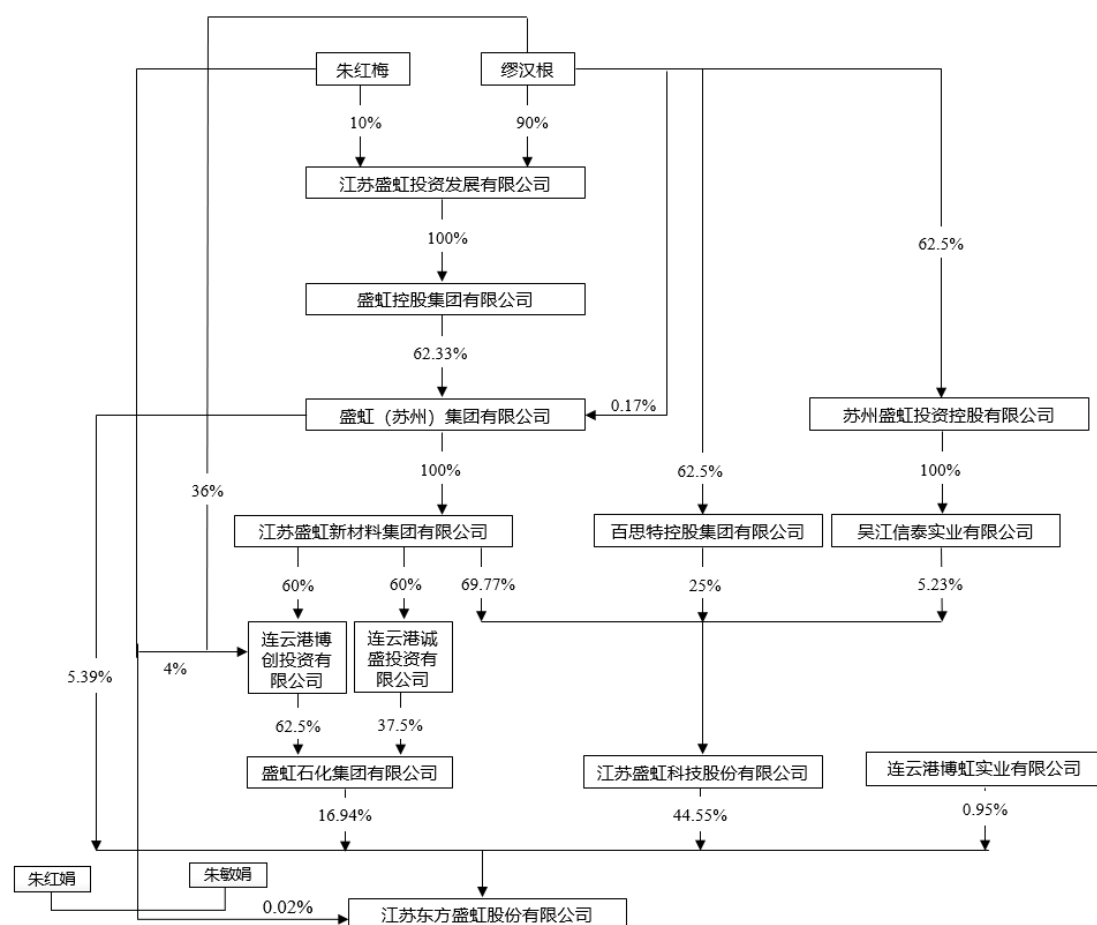 朱红梅
缪汉根
10%
90%
江苏盛虹投资发展有限公司
100%
62.5%
盛虹控股集团有限公司
62.33%
盛虹（苏州）集团有限公司
0.17%
苏州盛虹投资控股有限公司
100%
62.5%
100%
36%
江苏盛虹新材料集团有限公司
百思特控股集团有限公司
吴江信泰实业有限公司
60%
60%
69.77%
25%
5.23%
连云港博
创投资有
限公司
连云港诚
盛投资有
限公司
4%
5.39%
62.5%
37.5%
盛虹石化集团有限公司
江苏盛虹科技股份有限公司
连云港博虹实业有限公司
16.94%
44.55%
0.95%
朱红娟
朱敏娟
0.02%
江苏东方盛虹股份有限公司